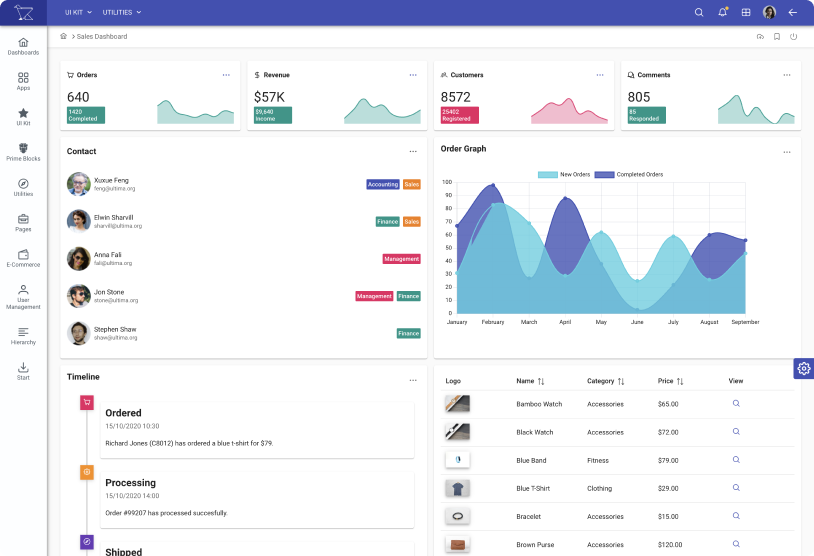 UI KIT UTILITIES
> Sales Dashboard
Dashboards
Apps
UI Kit
Prime Blocks
Utilities
Pages
E-Commerce
User
Management
Hierarchy
Start
Orders ...
640
1420
Completed
Revenue ...
$57K
$9,640
income
Customers ...
8572
25402
Registered
Comments ...
805
85
Responded
Contact ...
Xuxue Feng
feng@ultima.org
Accounting Sales
Elwin Sharvill
sharvill@ultima.org
Finance Sales
Anna Fali
fali@ultima.org
Management
Jon Stone
stone@ultima.org
Management Finance
Stephen Shaw
shaw@ultima.org
Finance
Order Graph ...
New Orders Completed Orders
100
90
80
70
60
50
40
30
20
10
0
January February March April May June July August September
Timeline ...
Ordered
15/10/2020 10:30
Richard Jones (C8012) has ordered a blue t-shirt for $79.
Processing
15/10/2020 14:00
Order #99207 has processed succesfully.
Shipped
Logo Name Category Price View
Bamboo Watch Accessories $65.00
Black Watch Accessories $72.00
Blue Band Fitness $79.00
Blue T-Shirt Clothing $29.00
Bracelet Accessories $15.00
Brown Purse Accessories $120.00